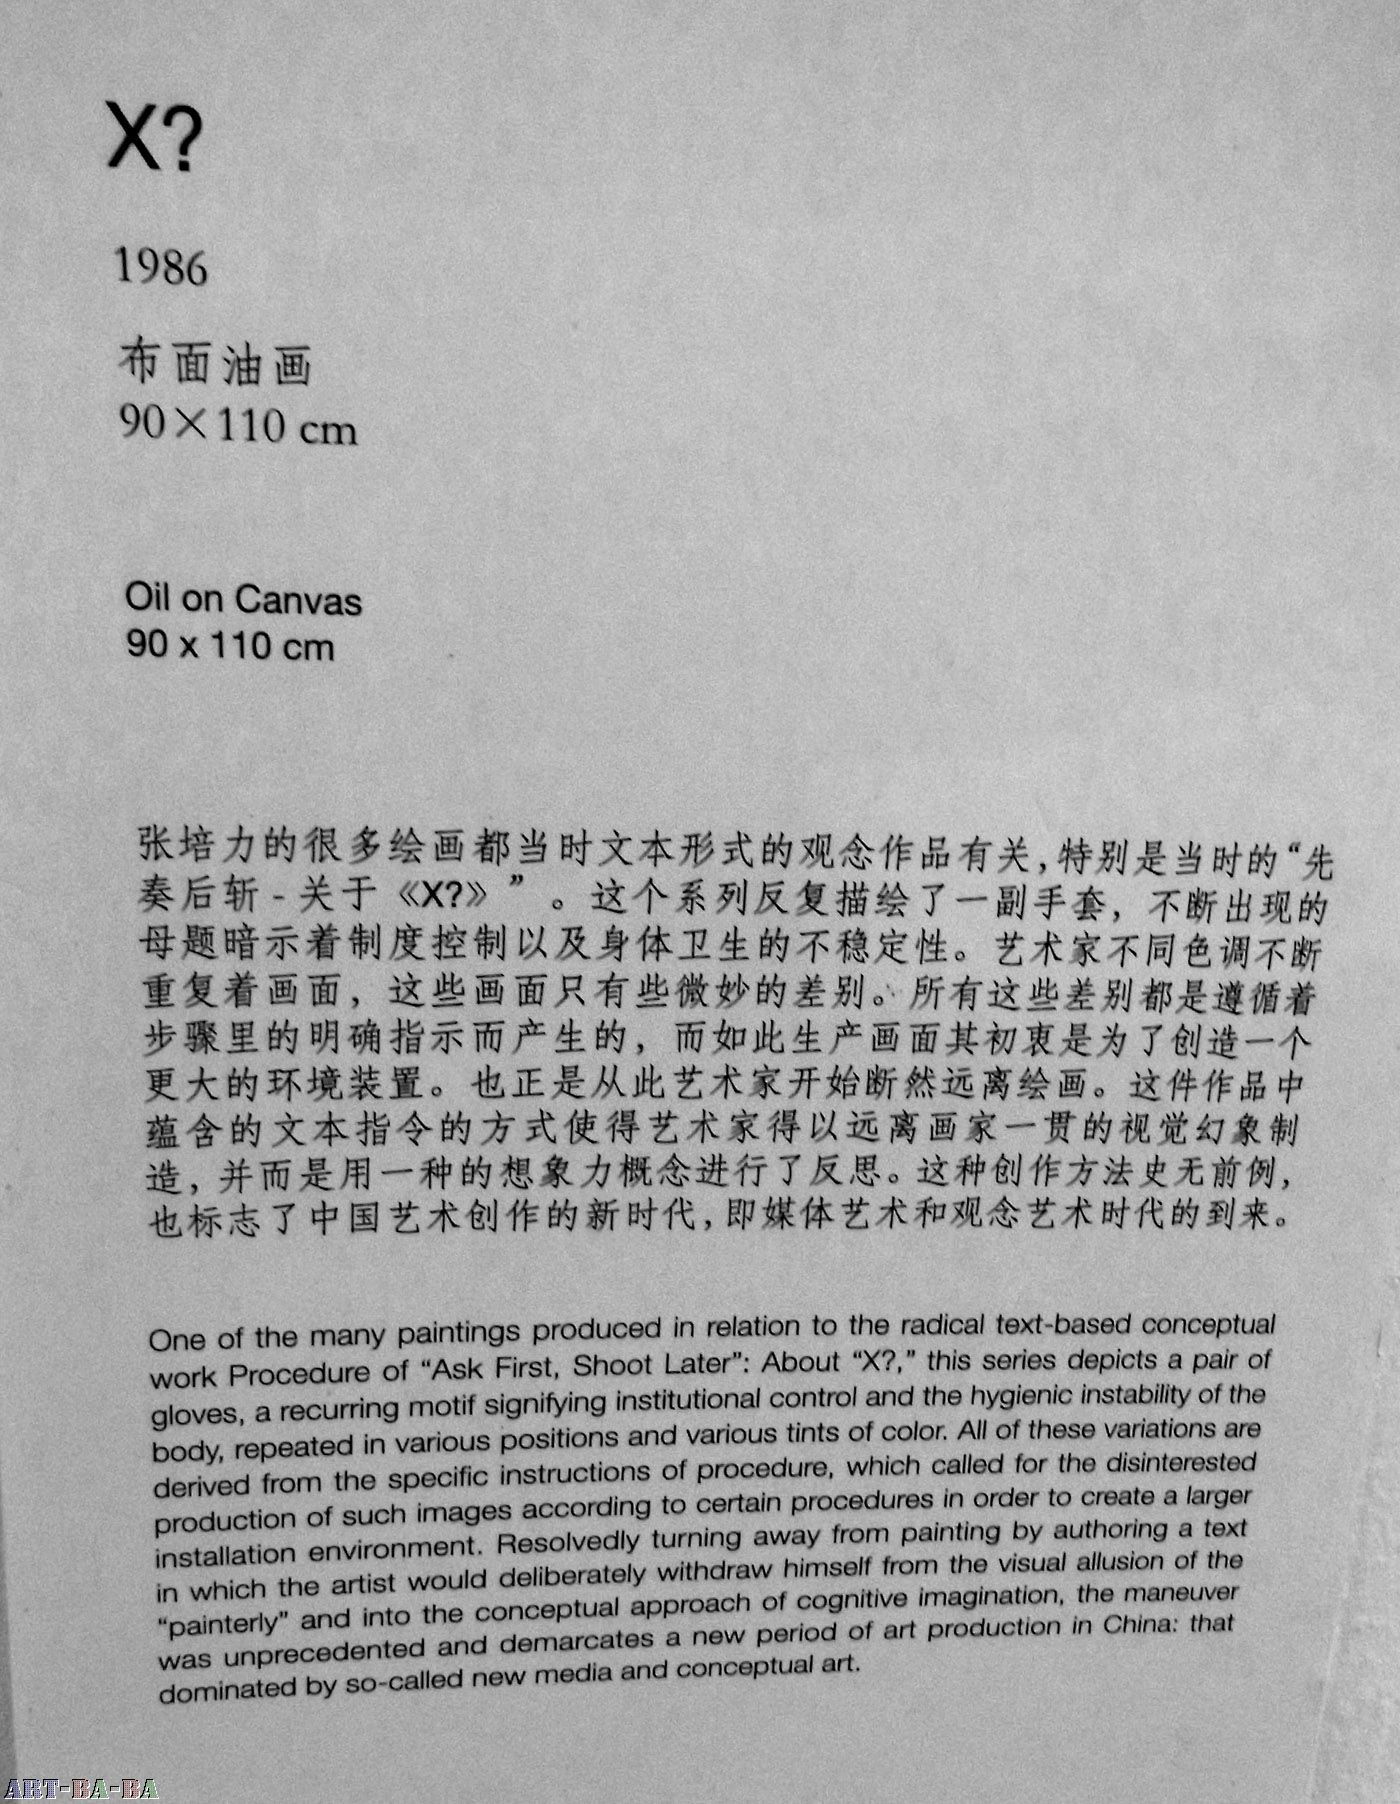 X?
1986
布面油画
90×110 cm
Oil on Canvas
90 x 110 cm
张培力的很多绘画都当时文本形式的观念作品有关,特别是当时的“先
奏后斩 - 关于《X?》”。这个系列反复描绘了一副手套，不断出现的
母题暗示着制度控制以及身体卫生的不稳定性。艺术家不同色调不断
重复着画面，这些画面只有些微妙的差别。所有这些差别都是遵循着
步骤里的明确指示而产生的，而如此生产画面其初衷是为了创造一个
更大的环境装置。也正是从此艺术家开始断然远离绘画。这件作品中
蕴含的文本指令的方式使得艺术家得以远离画家一贯的视觉幻象制
造，并而是用一种的想象力概念进行了反思。这种创作方法史无前例，
也标志了中国艺术创作的新时代,即媒体艺术和观念艺术时代的到来。
One of the many paintings produced in relation to the radical text-based conceptual
work Procedure of “Ask First, Shoot Later”: About “X?,” this series depicts a pair of
gloves, a recurring motif signifying institutional control and the hygienic instability of the
body, repeated in various positions and various tints of color. All of these variations are
derived from the specific instructions of procedure, which called for the disinterested
production of such images according to certain procedures in order to create a larger
installation environment. Resolvedly turning away from painting by authoring a text
in which the artist would deliberately withdraw himself from the visual allusion of the
“painterly” and into the conceptual approach of cognitive imagination, the maneuver
was unprecedented and demarcates a new period of art production in China: that
dominated by so-called new media and conceptual art.
ART-BA-BA